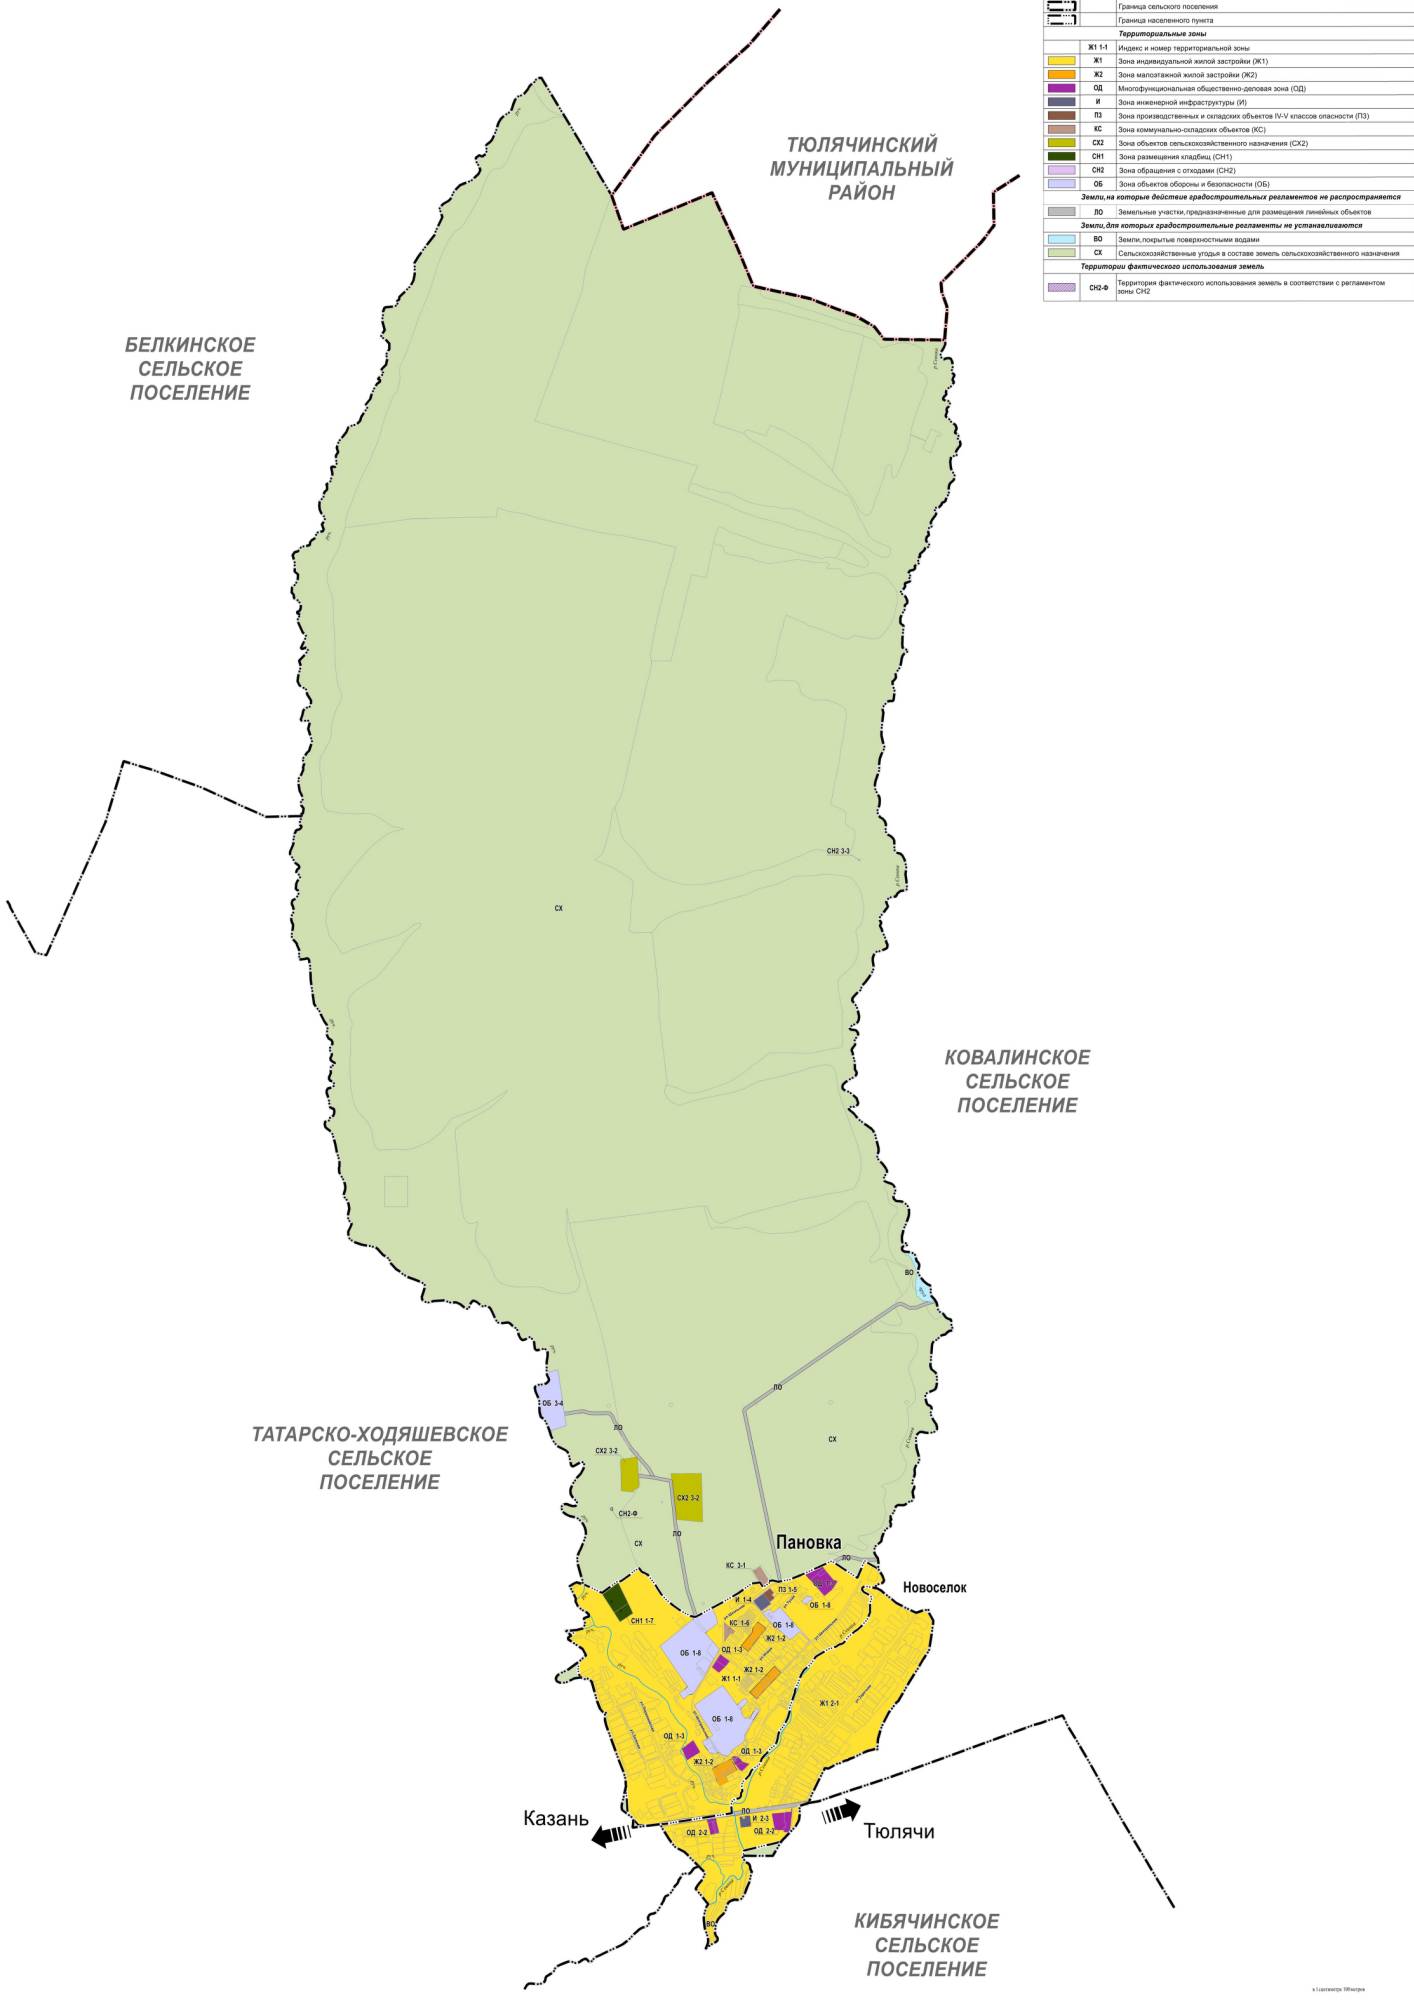 Граница сельского поселения
Граница населенного пункта
Территориальные зоны
Ж1 1-1 Индекс и номер территориальной зоны
Ж1 Зона индивидуальной жилой застройки (Ж1)
Ж2 Зона малоэтажной жилой застройки (Ж2)
ОД Многофункциональная общественно-деловая зона (ОД)
И Зона инженерной инфраструктуры (И)
П3 Зона производственных и складских объектов IV-V классов опасности (П3)
КС Зона коммунально-складских объектов (КС)
СХ2 Зона объектов сельскохозяйственного назначения (СХ2)
СН1 Зона размещения кладбищ (СН1)
СН2 Зона обращения с отходами (СН2)
ОБ Зона объектов обороны и безопасности (ОБ)
Земли, на которые действие градостроительных регламентов не распространяется
ЛО Земельные участки, предназначенные для размещения линейных объектов
Земли, для которых градостроительные регламенты не устанавливаются
ВО Земли, покрытые поверхностными водами
СХ Сельскохозяйственные угодья в составе земель сельскохозяйственного назначения
Территории фактического использования земель
СН2-Ф Территория фактического использования земель в соответствии с регламентом
зоны СН2
ТЮЛЯЧИНСКИЙ
МУНИЦИПАЛЬНЫЙ
РАЙОН
БЕЛКИНСКОЕ
СЕЛЬСКОЕ
ПОСЕЛЕНИЕ
СН2 3-3
СХ
КОВАЛИНСКОЕ
СЕЛЬСКОЕ
ПОСЕЛЕНИЕ
ВО
ЛО
ОБ 3-4
ЛО
СХ
ТАТАРСКО-ХОДЯШЕВСКОЕ
СЕЛЬСКОЕ
ПОСЕЛЕНИЕ
СХ2 3-2
СХ2 3-2
СН2-Ф
ЛО
СХ
Пановка
ЛО
КС 3-1
Новоселок
П3 1-5
И 1-4
ОБ 1-8
СН1 1-7
КС 1-6
ОБ 1-8
Ж2 1-2
ОД 1-3
ОБ 1-8
Ж2 1-2
Ж1 1-1
Ж1 2-1
ОБ 1-8
ОД 1-3
ОД 1-3
Ж2 1-2
ЛО
И 2-3
ОД 2-2
ОД 2-2
Казань
Тюлячи
ВО
КИБЯЧИНСКОЕ
СЕЛЬСКОЕ
ПОСЕЛЕНИЕ